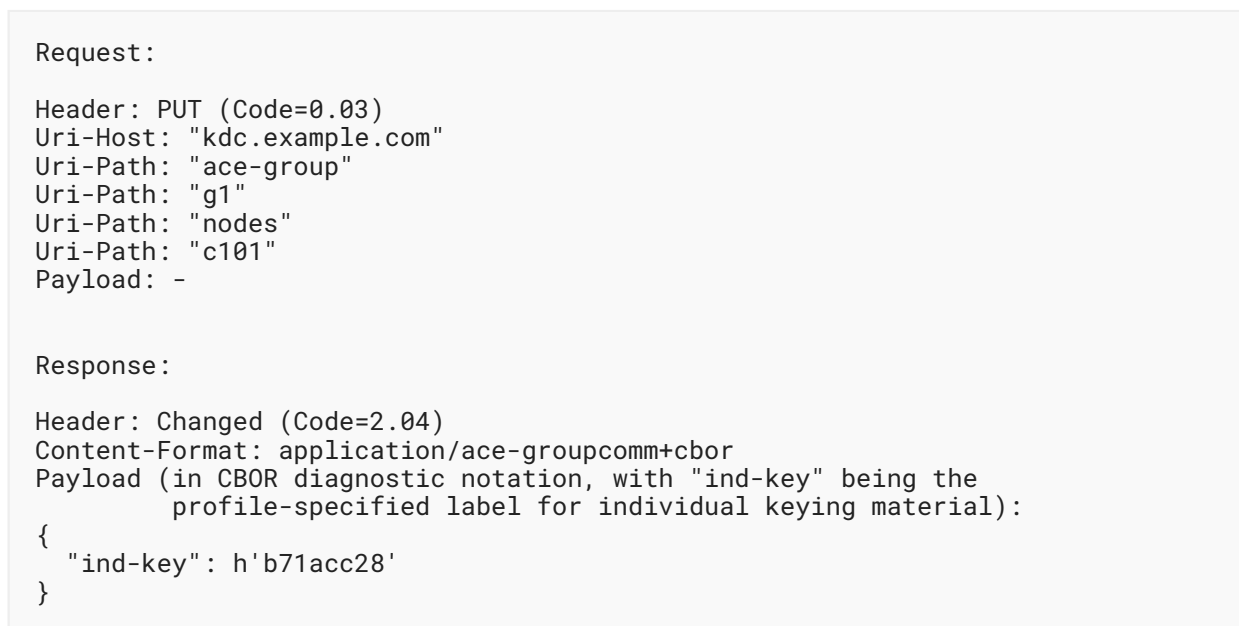 Request:
Header: PUT (Code=0.03)
Uri-Host: "kdc.example.com"
Uri-Path: "ace-group"
Uri-Path: "g1"
Uri-Path: "nodes"
Uri-Path: "c101"
Payload: -
Response:
Header: Changed (Code=2.04)
Content-Format: application/ace-groupcomm+cbor
Payload (in CBOR diagnostic notation, with "ind-key" being the
profile-specified label for individual keying material):
{
"ind-key": h'b71acc28'
}